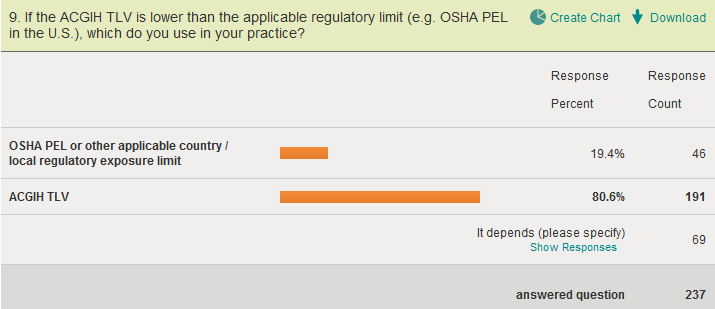 9. If the ACGIH TLV is lower than the applicable regulatory limit (e.g. OSHA PEL
in the U.S.), which do you use in your practice?
Create Chart
Download
Response
Percent
Response
Count
OSHA PEL or other applicable country /
local regulatory exposure limit
19.4%
46
ACGIH TLV
80.6%
191
It depends (please specify)
Show Responses
69
answered question
237